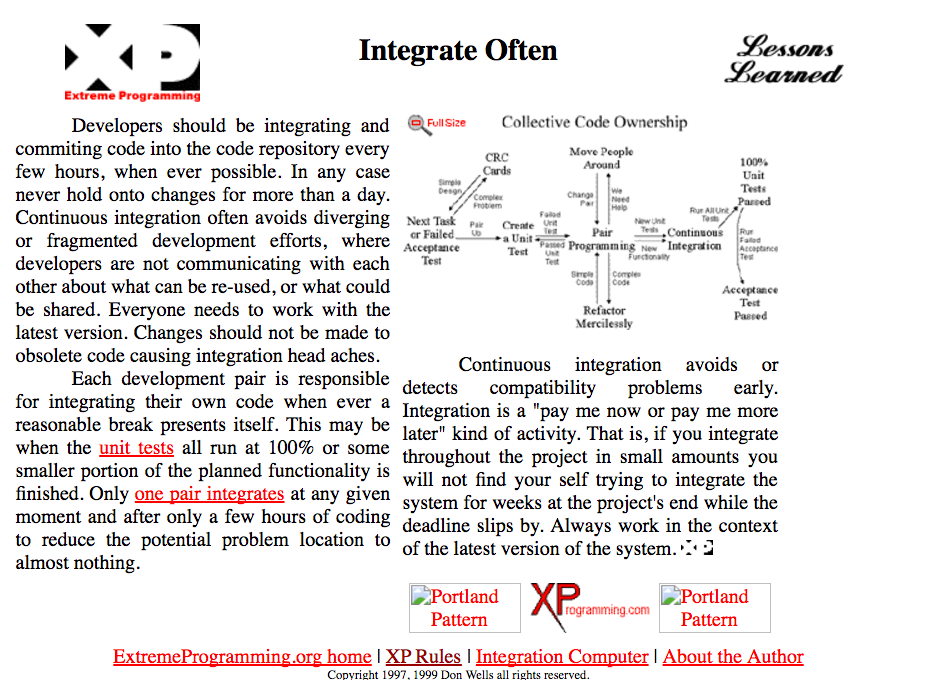 XP
Extreme Programming
Integrate Often
Lessons
Learned
Developers should be integrating and
commiting code into the code repository every
few hours, when ever possible. In any case
never hold onto changes for more than a day.
Continuous integration often avoids diverging
or fragmented development efforts, where
developers are not communicating with each
other about what can be re-used, or what could
be shared. Everyone needs to work with the
latest version. Changes should not be made to
obsolete code causing integration head aches.
Each development pair is responsible
for integrating their own code when ever a
reasonable break presents itself. This may be
when the unit tests all run at 100% or some
smaller portion of the planned functionality is
finished. Only one pair integrates at any given
moment and after only a few hours of coding
to reduce the potential problem location to
almost nothing.
Full Size
Collective Code Ownership
CRC
Cards
Simple
Design
Complex
Problem
Next Task
or Failed
Acceptance
Test
Pair
Up
Create
a Unit
Test
Failed
Unit
Test
Passed
Unit
Test
Move People
Around
Change
Pair
We
Need
Help
Pair
Programming
Simple
Code
Complex
Code
Refactor
Mercilessly
New Unit
Tests
New
Functionality
Continuous
Integration
Run All Unit
Tests
100%
Unit
Tests
Passed
Run
Failed
Acceptance
Test
Acceptance
Test
Passed
Continuous integration avoids or
detects compatibility problems early.
Integration is a "pay me now or pay me more
later" kind of activity. That is, if you integrate
throughout the project in small amounts you
will not find your self trying to integrate the
system for weeks at the project's end while the
deadline slips by. Always work in the context
of the latest version of the system. XP
Portland
Pattern
XProgramming.com
Portland
Pattern
ExtremeProgramming.org home | XP Rules | Integration Computer | About the Author
Copyright 1997, 1999 Don Wells all rights reserved.